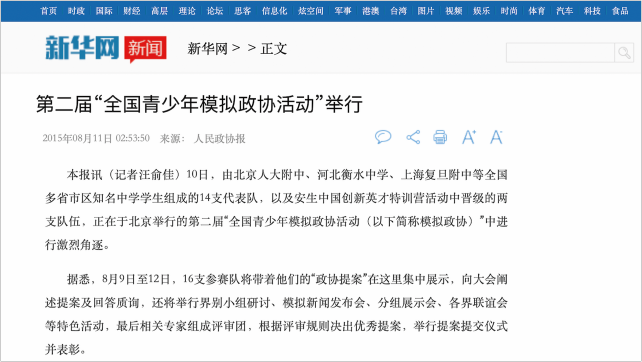 首页 时政 国际 财经 高层 理论 论坛 思客 信息化 炫空间 军事 港澳 台湾 图片 视频 娱乐 时尚 体育 汽车 科技 食品
新华网 新闻 新华网 > > 正文
第二届“全国青少年模拟政协活动”举行
2015年08月11日 02:53:50 来源: 人民政协报 A+ A-
本报讯（记者汪俞佳）10日，由北京人大附中、河北衡水中学、上海复旦附中等全国
多省市区知名中学学生组成的14支代表队，以及安生中国创新英才特训营活动中晋级的两
支队伍，正在于北京举行的第二届“全国青少年模拟政协活动（以下简称模拟政协）”中进
行激烈角逐。
据悉，8月9日至12日，16支参赛队将带着他们的“政协提案”在这里集中展示，向大会阐
述提案及回答质询，还将举行界别小组研讨、模拟新闻发布会、分组展示会、各界联谊会
等特色活动，最后相关专家组成评审团，根据评审规则决出优秀提案，举行提案提交仪式
并表彰。